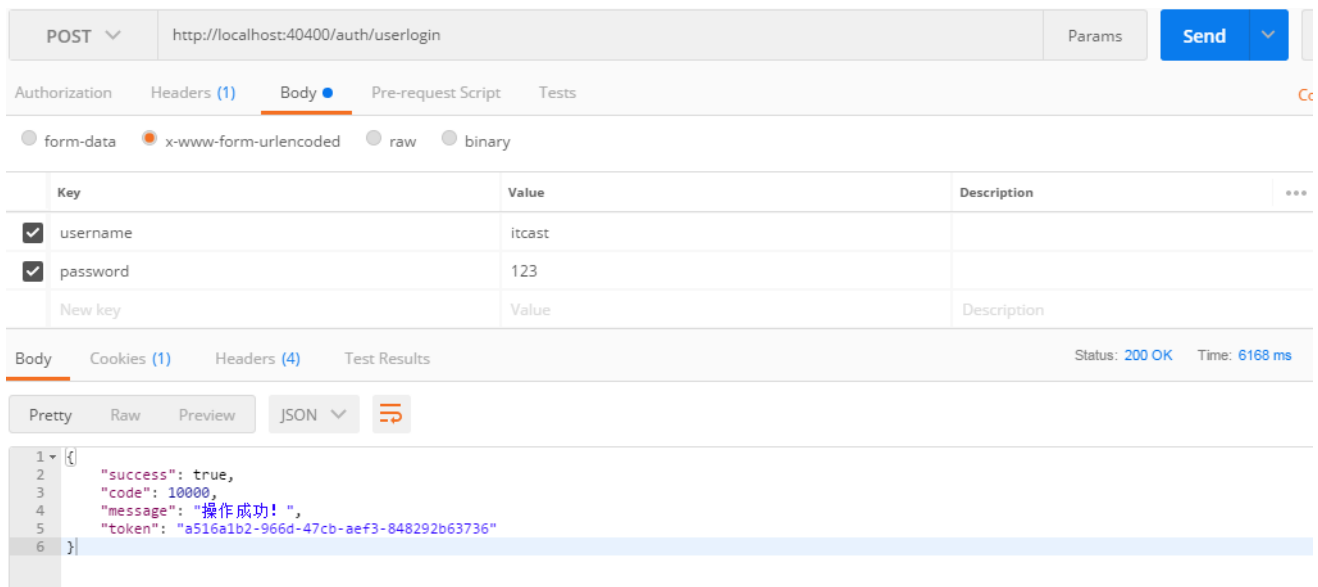 POST http://localhost:40400/auth/userlogin Params Send
Authorization Headers (1) Body Pre-request Script Tests
form-data x-www-form-urlencoded raw binary
Key Value Description
username itcast
password 123
New key Value Description
Body Cookies (1) Headers (4) Test Results Status: 200 OK Time: 6168 ms
Pretty Raw Preview JSON
1 {
2 "success": true,
3 "code": 10000,
4 "message": "操作成功！",
5 "token": "a516a1b2-966d-47cb-aef3-848292b63736"
6 }